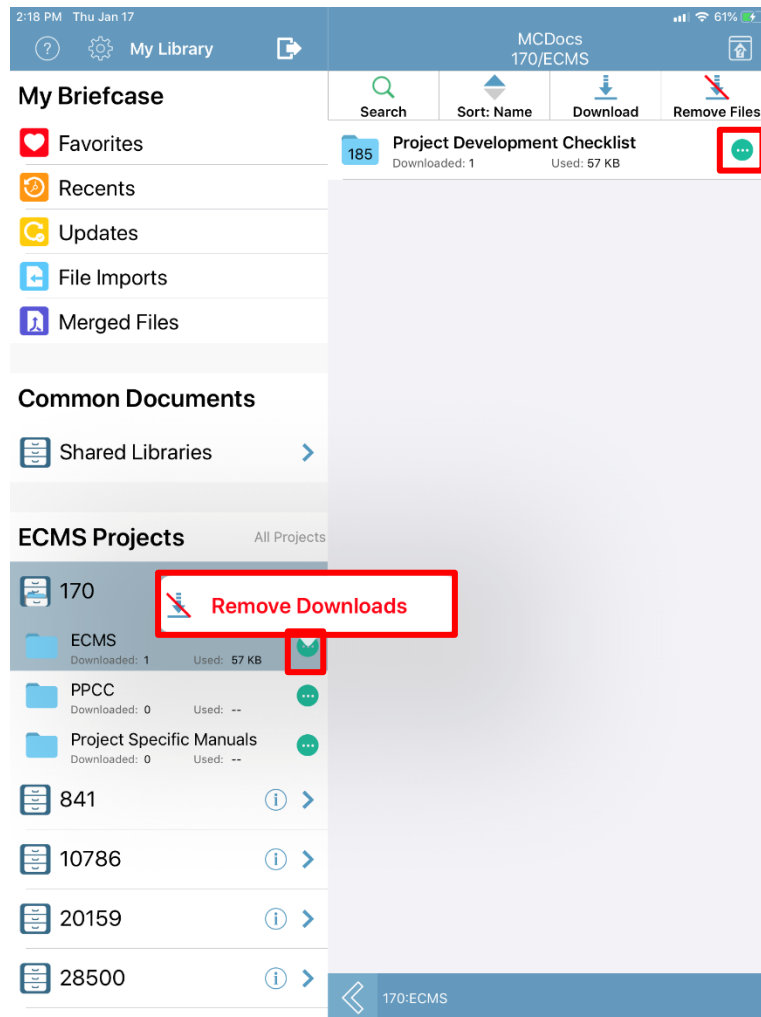 2:18 PM Thu Jan 17
61%
? My Library
MCDocs
170/ECMS
My Briefcase
Search
Sort: Name
Download
Remove Files
Favorites
185
Project Development Checklist
Downloaded: 1 Used: 57 KB
Recents
Updates
File Imports
Merged Files
Common Documents
Shared Libraries
ECMS Projects All Projects
170
Remove Downloads
ECMS
Downloaded: 1 Used: 57 KB
PPCC
Downloaded: 0 Used: --
Project Specific Manuals
Downloaded: 0 Used: --
841
10786
20159
28500
170:ECMS